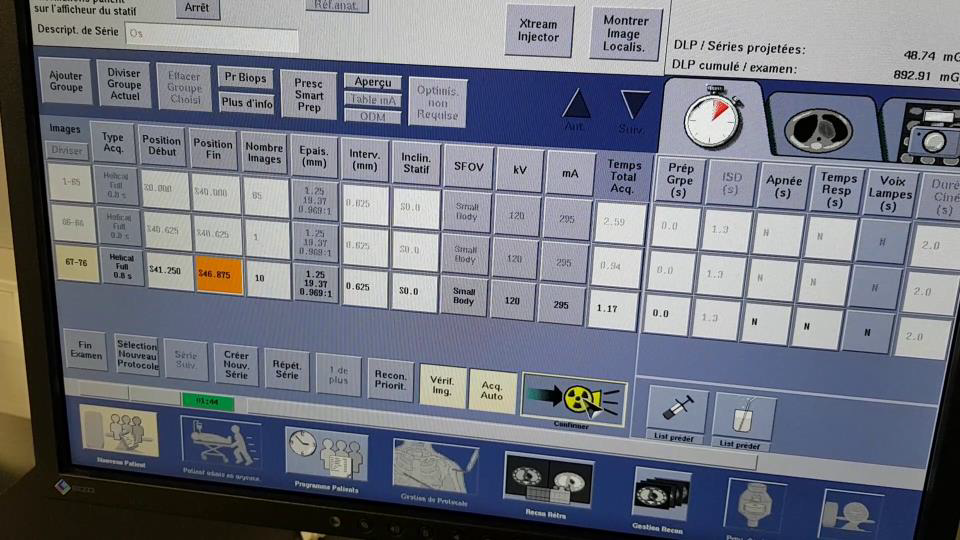 sur l'afficheur du statif
Arrêt
Réf.anat.
Descript. de Série
Os
Xtream
Injector
Montrer
Image
Localis.
DLP / Séries projetées:
48.74 mG
DLP cumulé / examen:
892.91 mG
Ajouter
Groupe
Diviser
Groupe
Actuel
Effacer
Groupe
Choisi
Pr Biops
Plus d'info
Presc
Smart
Prep
Aperçu
Table mA
ODM
Optimis.
non
Requise
Ant.
Suiv.
Images
Diviser
Type
Acq.
Position
Début
Position
Fin
Nombre
Images
Epais.
(mm)
Interv.
(mm)
Inclin.
Statif
SFOV
kV
mA
Temps
Total
Acq.
Prép
Grpe
(s)
ISD
(s)
Apnée
(s)
Temps
Resp
(s)
Voix
Lampes
(s)
Durée
Ciné
(s)
1-65
Helical
Full
0.8 s
S0.000
S40.000
65
1.25
19.37
0.969:1
0.625
S0.0
Small
Body
120
295
2.59
0.0
1.3
N
N
N
2.0
66-66
Helical
Full
0.8 s
S40.625
S40.625
1
1.25
19.37
0.969:1
0.625
S0.0
Small
Body
120
295
0.94
0.0
1.3
N
N
N
2.0
67-76
Helical
Full
0.8 s
S41.250
S46.875
10
1.25
19.37
0.969:1
0.625
S0.0
Small
Body
120
295
1.17
0.0
1.3
N
N
N
2.0
Fin
Examen
Sélection
Nouveau
Protocole
Série
Suiv.
Créer
Nouv.
Série
Répét.
Série
1 de
plus
Recon.
Priorit.
Vérif.
Img.
Acq.
Auto
Confirmer
List prédéf
List prédéf
01:44
Nouveau Patient
Patient admis en urgence.
Programme Patients
Gestion de Protocole
Recon Rétro
Gestion Recon
EIZO